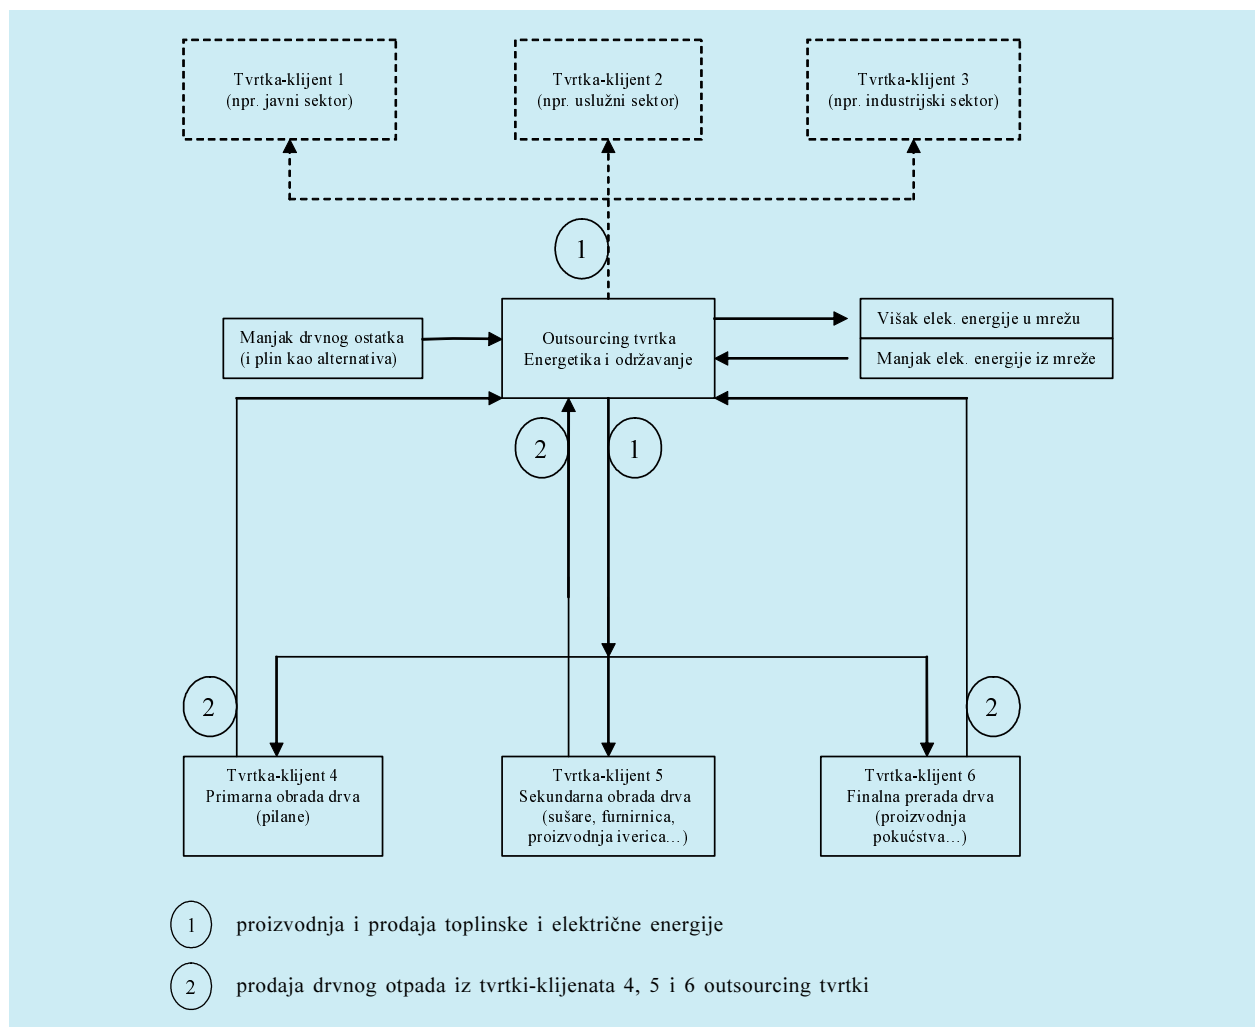 Tvrtka-klijent 1
(npr. javni sektor)
Tvrtka-klijent 2
(npr. uslužni sektor)
Tvrtka-klijent 3
(npr. industrijski sektor)
1
Manjak drvnog ostatka
(i plin kao alternativa)
Outsourcing tvrtka
Energetika i održavanje
Višak elek. energije u mrežu
Manjak elek. energije iz mreže
2
1
2
2
Tvrtka-klijent 4
Primarna obrada drva
(pilane)
Tvrtka-klijent 5
Sekundarna obrada drva
(sušare, furnirnica,
proizvodnja iverica...)
Tvrtka-klijent 6
Finalna prerada drva
(proizvodnja
pokućstva...)
1 proizvodnja i prodaja toplinske i električne energije
2 prodaja drvnog otpada iz tvrtki-klijenata 4, 5 i 6 outsourcing tvrtki